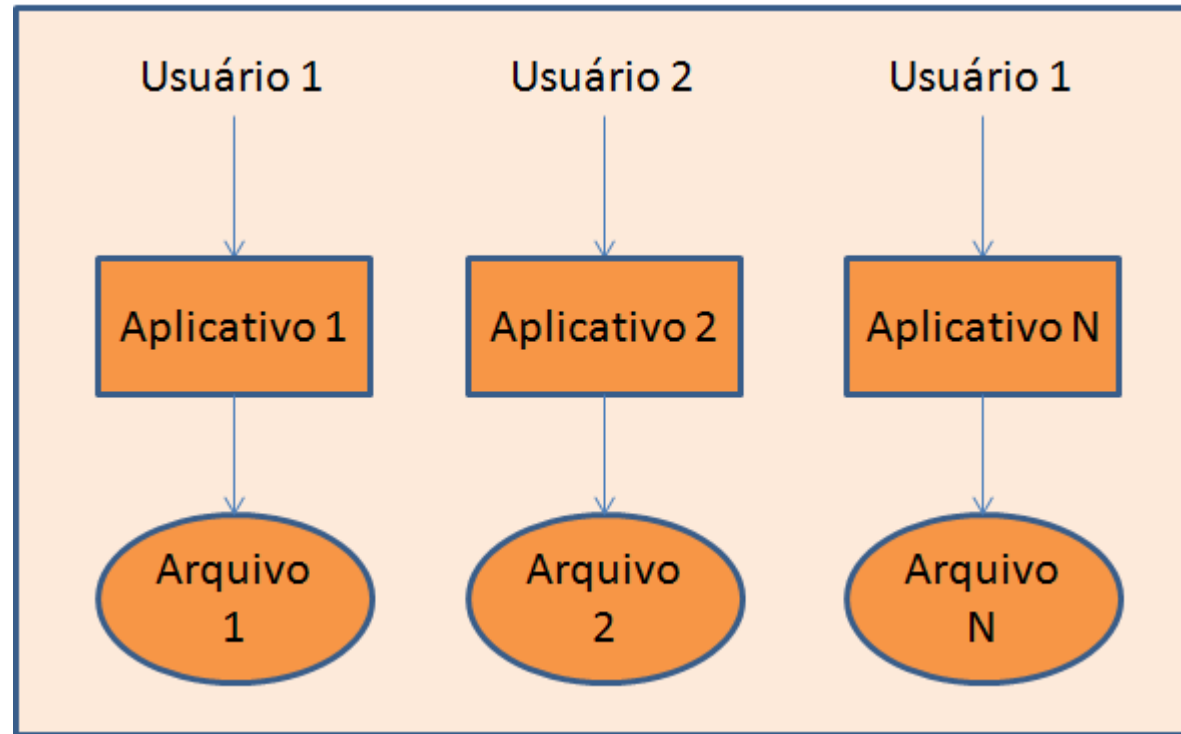 Usuário 1
Usuário 2
Usuário 1
Aplicativo 1
Aplicativo 2
Aplicativo N
Arquivo
1
Arquivo
2
Arquivo
N